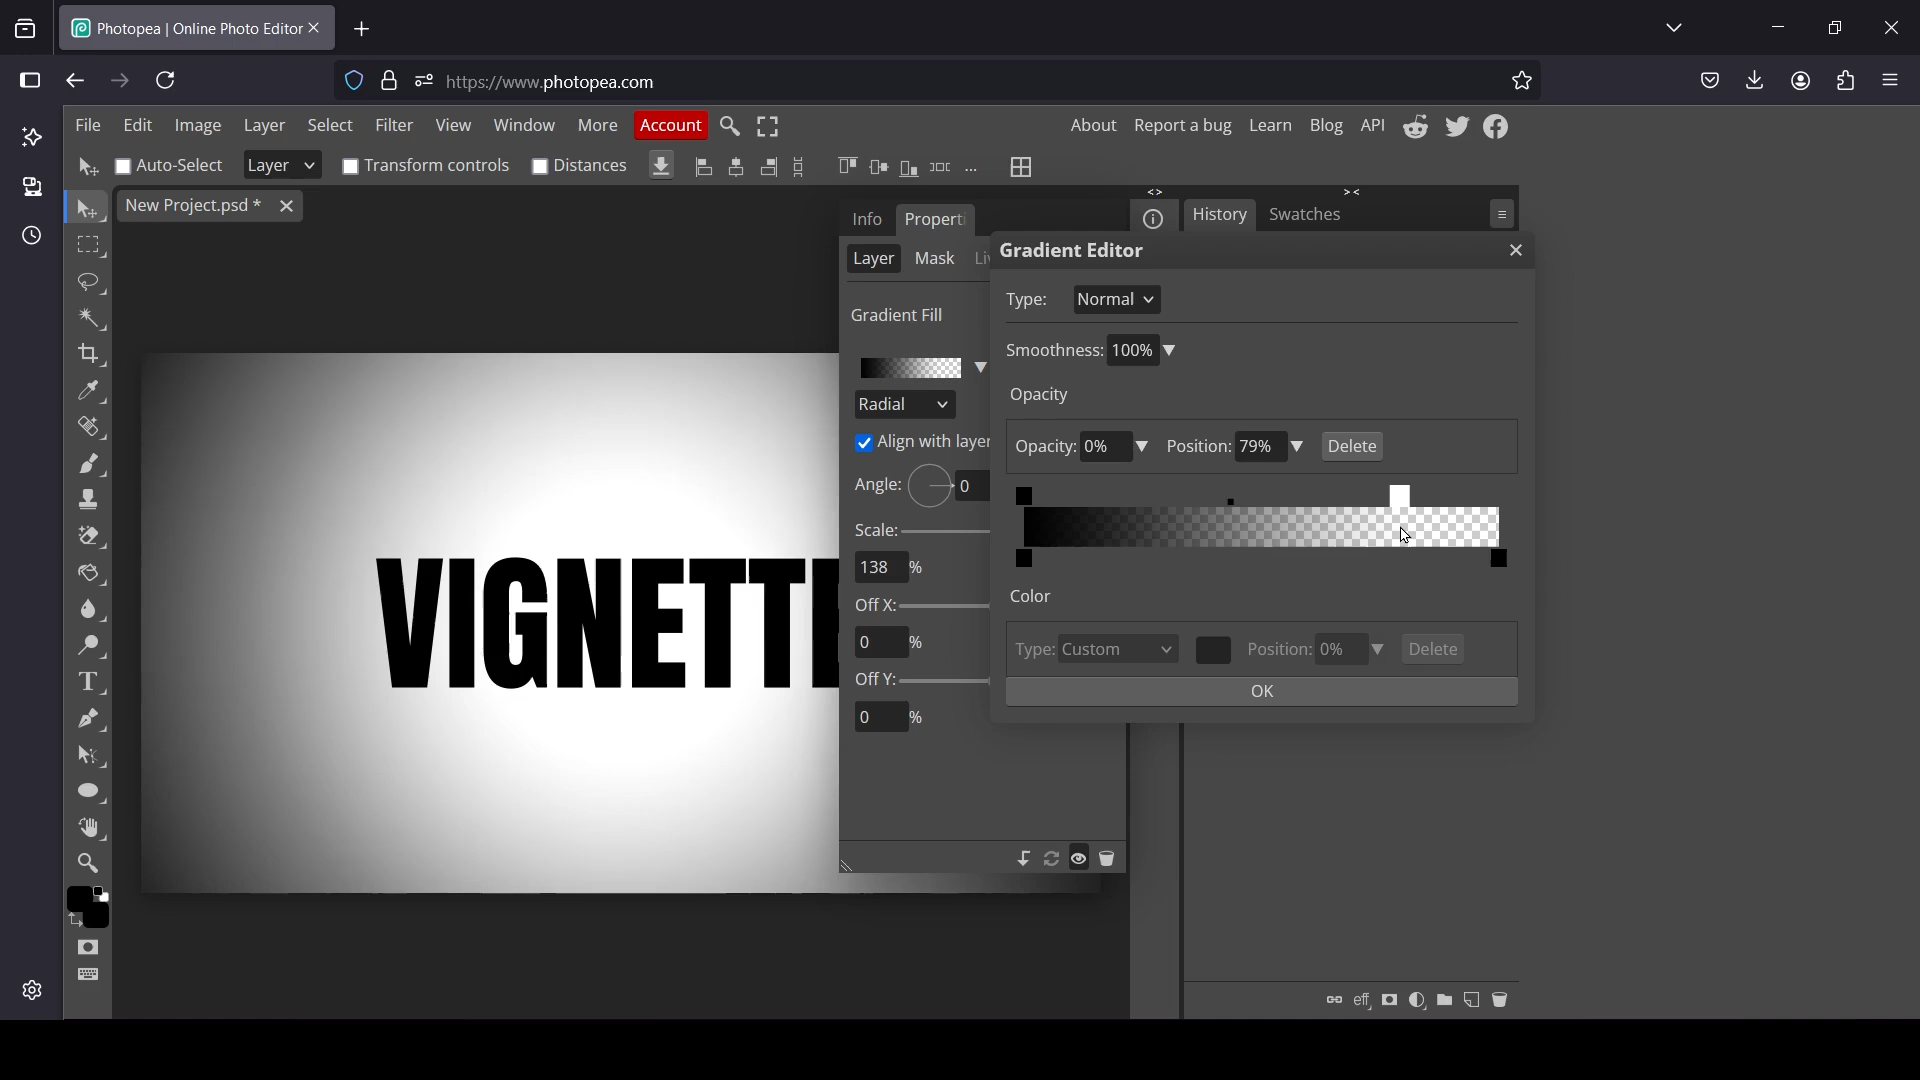 Photopea | Online Photo Editor
https://www.photopea.com
File Edit Image Layer Select Filter View Window More Account About Report a bug Learn Blog API
Auto-Select Layer Transform controls Distances ...
New Project.psd *
Info Propert
<> ><
History Swatches
Layer Mask Li
Gradient Editor
Type: Normal
Gradient Fill
Smoothness: 100%
Radial
Opacity
Align with layer
Opacity: 0% Position: 79% Delete
Angle: 0
Scale:
138 %
Off X:
0 %
Off Y:
0 %
VIGNETTE
Color
Type: Custom Position: 0% Delete
OK
T
eff